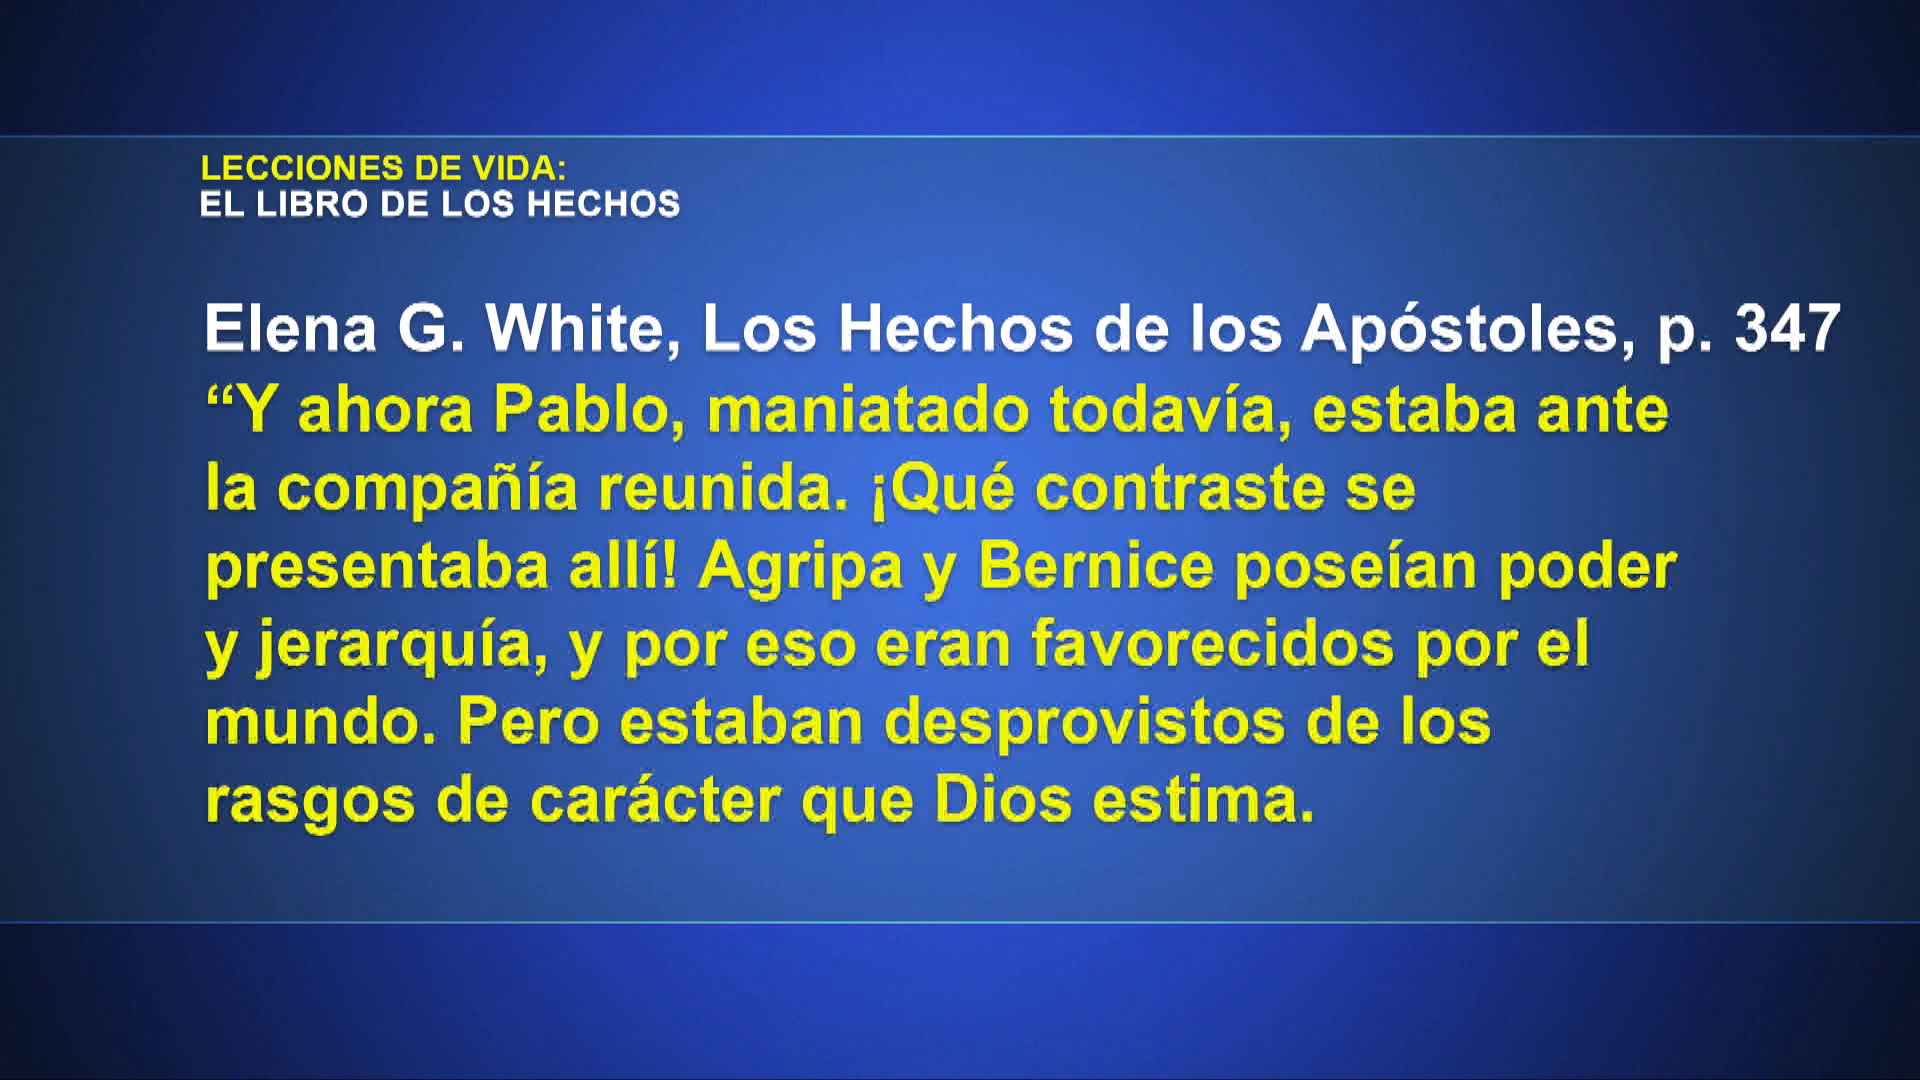 LECCIONES DE VIDA:
EL LIBRO DE LOS HECHOS
Elena G. White, Los Hechos de los Apóstoles, p. 347
“Y ahora Pablo, maniatado todavía, estaba ante
la compañía reunida. ¡Qué contraste se
presentaba allí! Agripa y Bernice poseían poder
y jerarquía, y por eso eran favorecidos por el
mundo. Pero estaban desprovistos de los
rasgos de carácter que Dios estima.